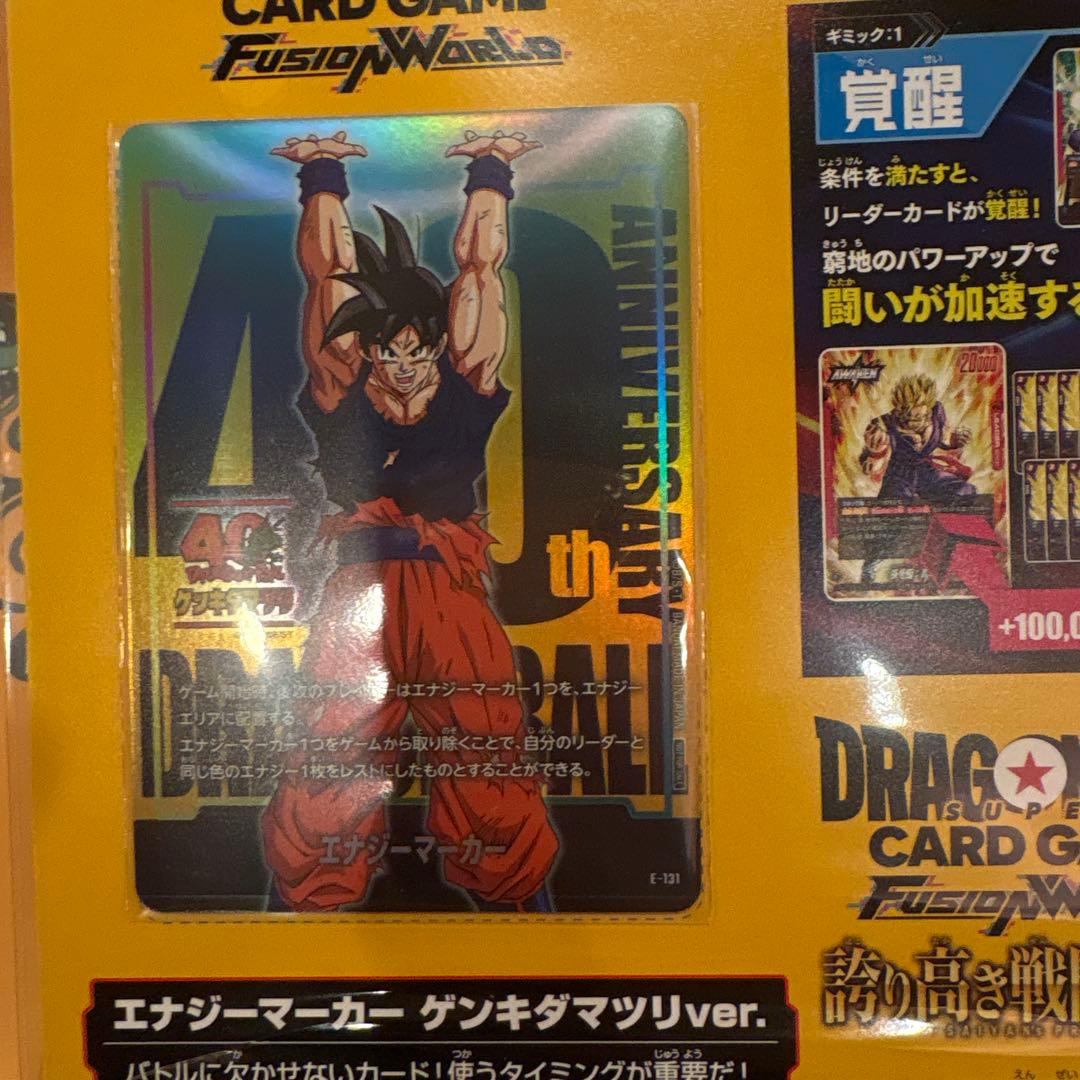 CARD GAME
FUSION WORLD
40
th
ANNIVERSARY
DRAGON BALL
40
ゲンキダマツリ
ゲーム開始時、後攻のプレイヤーはエナジーマーカー1つを、エナジー
エリアに配置する。
エナジーマーカー1つをゲームから取り除くことで、自分のリーダーと
同じ色のエナジー1枚をレストにしたものとすることができる。
エナジーマーカー
E-131
エナジーマーカー ゲンキダマツリver.
バトルに欠かせないカード!使うタイミングが重要だ!
ギミック:1
覚醒
条件を満たすと、
リーダーカードが覚醒!
窮地のパワーアップで
闘いが加速する
AWAKEN
20000
+100,0
DRAGON
SUPE
CARD GA
FUSION W
誇り高き戦
SAIYAN PR